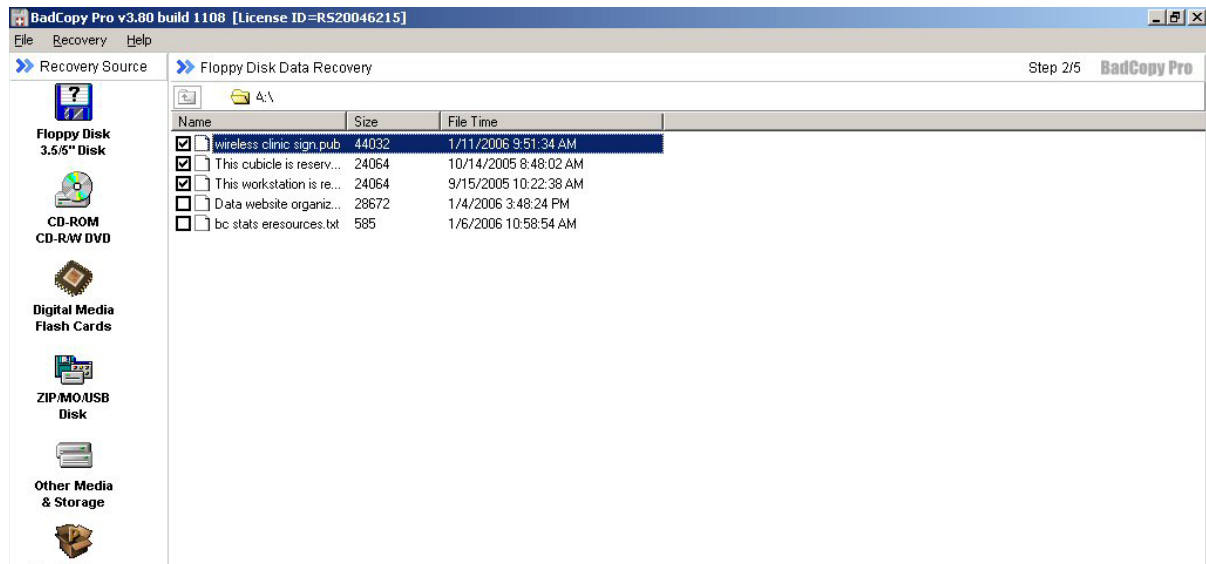 BadCopy Pro v3.80 build 1108 [License ID=RS20046215]
File Recovery Help
Recovery Source
Floppy Disk Data Recovery Step 2/5 BadCopy Pro
A:\
Name Size File Time
wireless clinic sign.pub 44032 1/11/2006 9:51:34 AM
This cubicle is reserv... 24064 10/14/2005 8:48:02 AM
This workstation is re... 24064 9/15/2005 10:22:38 AM
Data website organiz... 28672 1/4/2006 3:48:24 PM
bc stats eresources.txt 585 1/6/2006 10:58:54 AM
?
Floppy Disk
3.5/5" Disk
CD-ROM
CD-R/W DVD
Digital Media
Flash Cards
ZIP/MO/USB
Disk
Other Media
& Storage
P